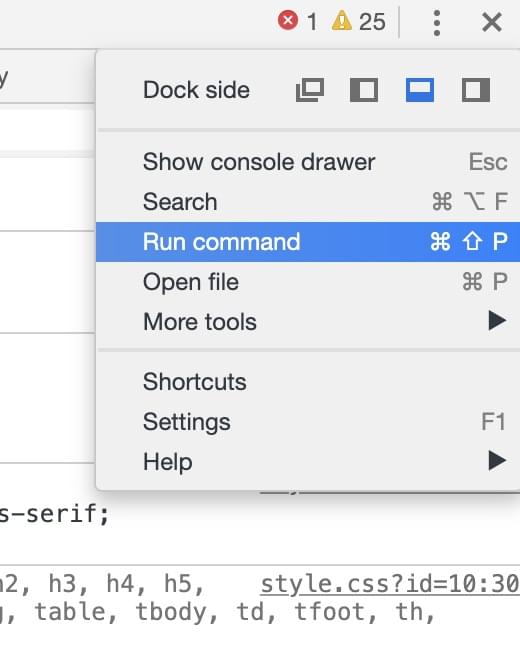 1 25
y
Dock side
Show console drawer Esc
Search ⌘ ⌥ F
Run command ⌘ ⇧ P
Open file ⌘ P
More tools ▶
Shortcuts
Settings F1
Help ▶
s-serif;
h2, h3, h4, h5, style.css?id=10:30
, table, tbody, td, tfoot, th,